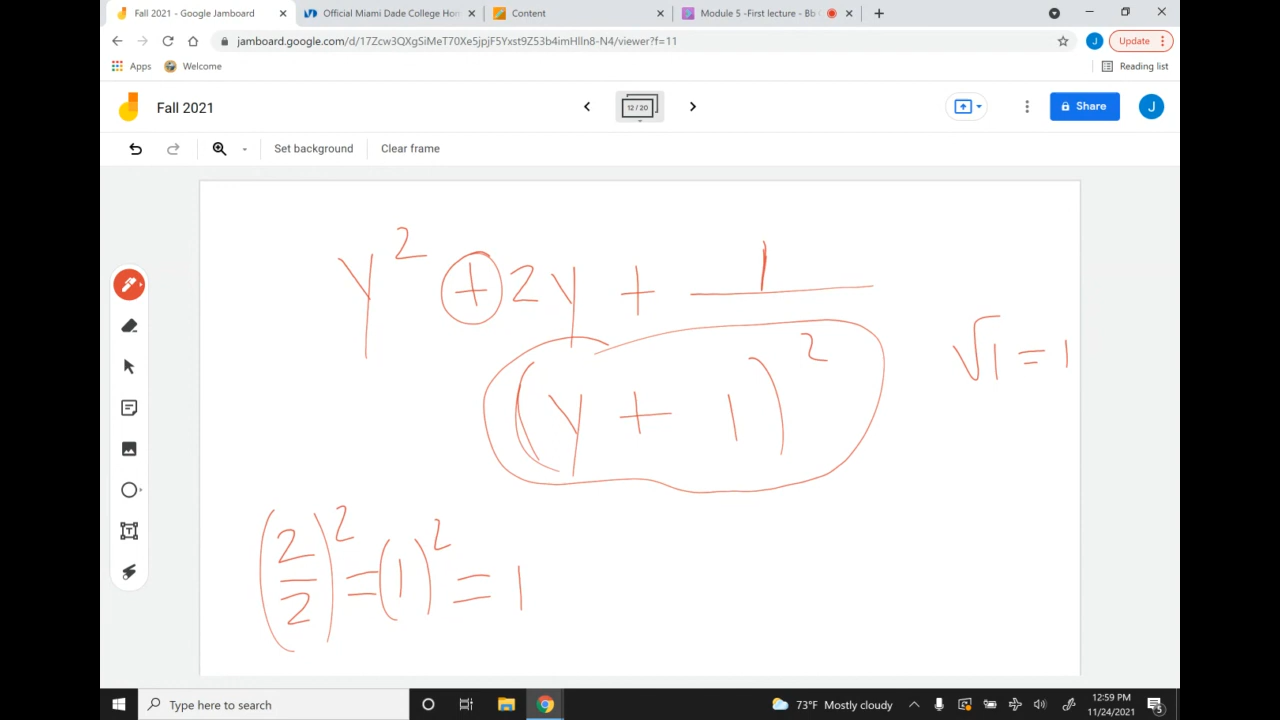 Fall 2021 - Google Jamboard
Official Miami Dade College Hom
Content
Module 5 -First lecture - Bb C
jamboard.google.com/d/17Zcw3QXgSiMeT70Xe5jpjF5Yxst9Z53b4imHlln8-N4/viewer?f=11
J
Update
Apps
Welcome
Reading list
Fall 2021
12 / 20
Share
J
Set background
Clear frame
y² + 2y + 1
√1 = 1
(y + 1)²
(2/2)² = (1)² = 1
Type here to search
73°F Mostly cloudy
12:59 PM
11/24/2021
5